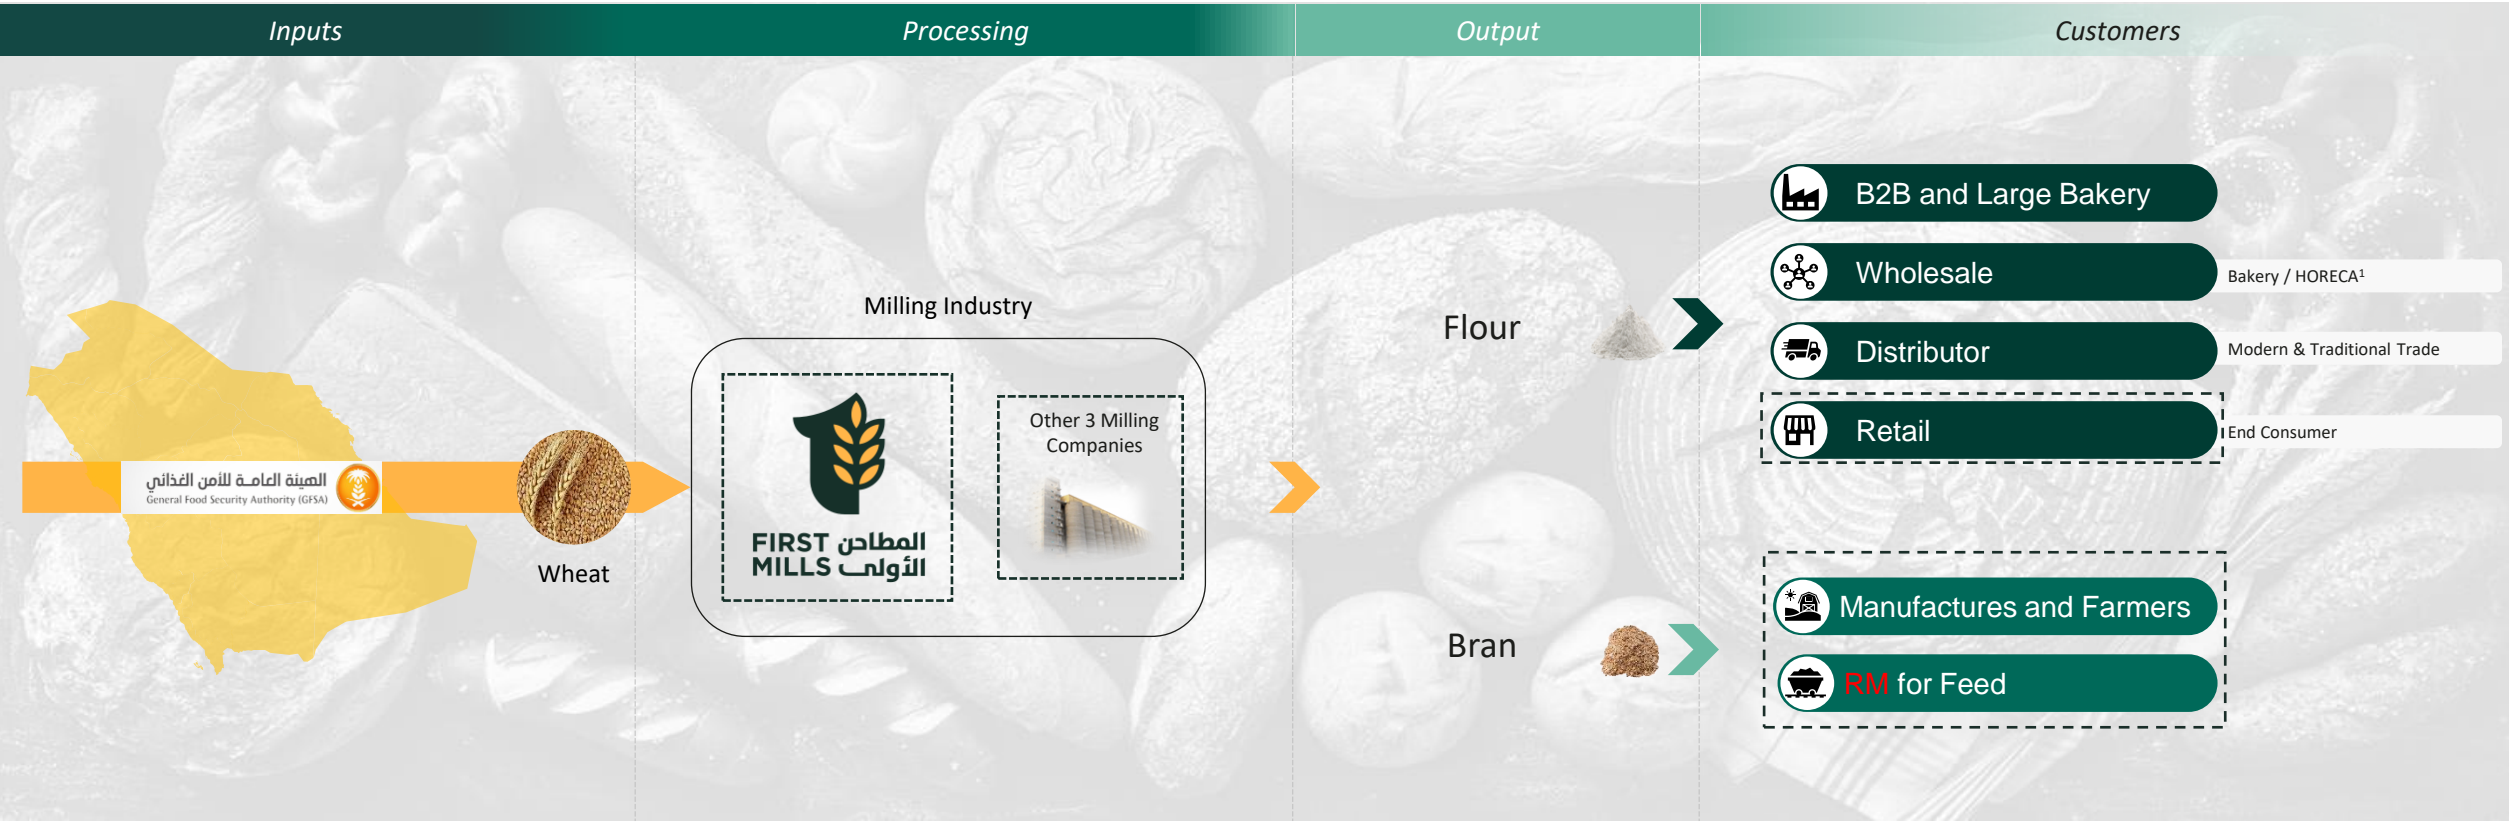 Inputs
Processing
Output
Customers
الهيئة العامة للأمن الغذائي
General Food Security Authority (GFSA)
Wheat
Milling Industry
FIRST المطاحن
MILLS الأولى
Other 3 Milling
Companies
Flour
Bran
B2B and Large Bakery
Wholesale
Bakery / HORECA¹
Distributor
Modern & Traditional Trade
Retail
End Consumer
Manufactures and Farmers
RM for Feed